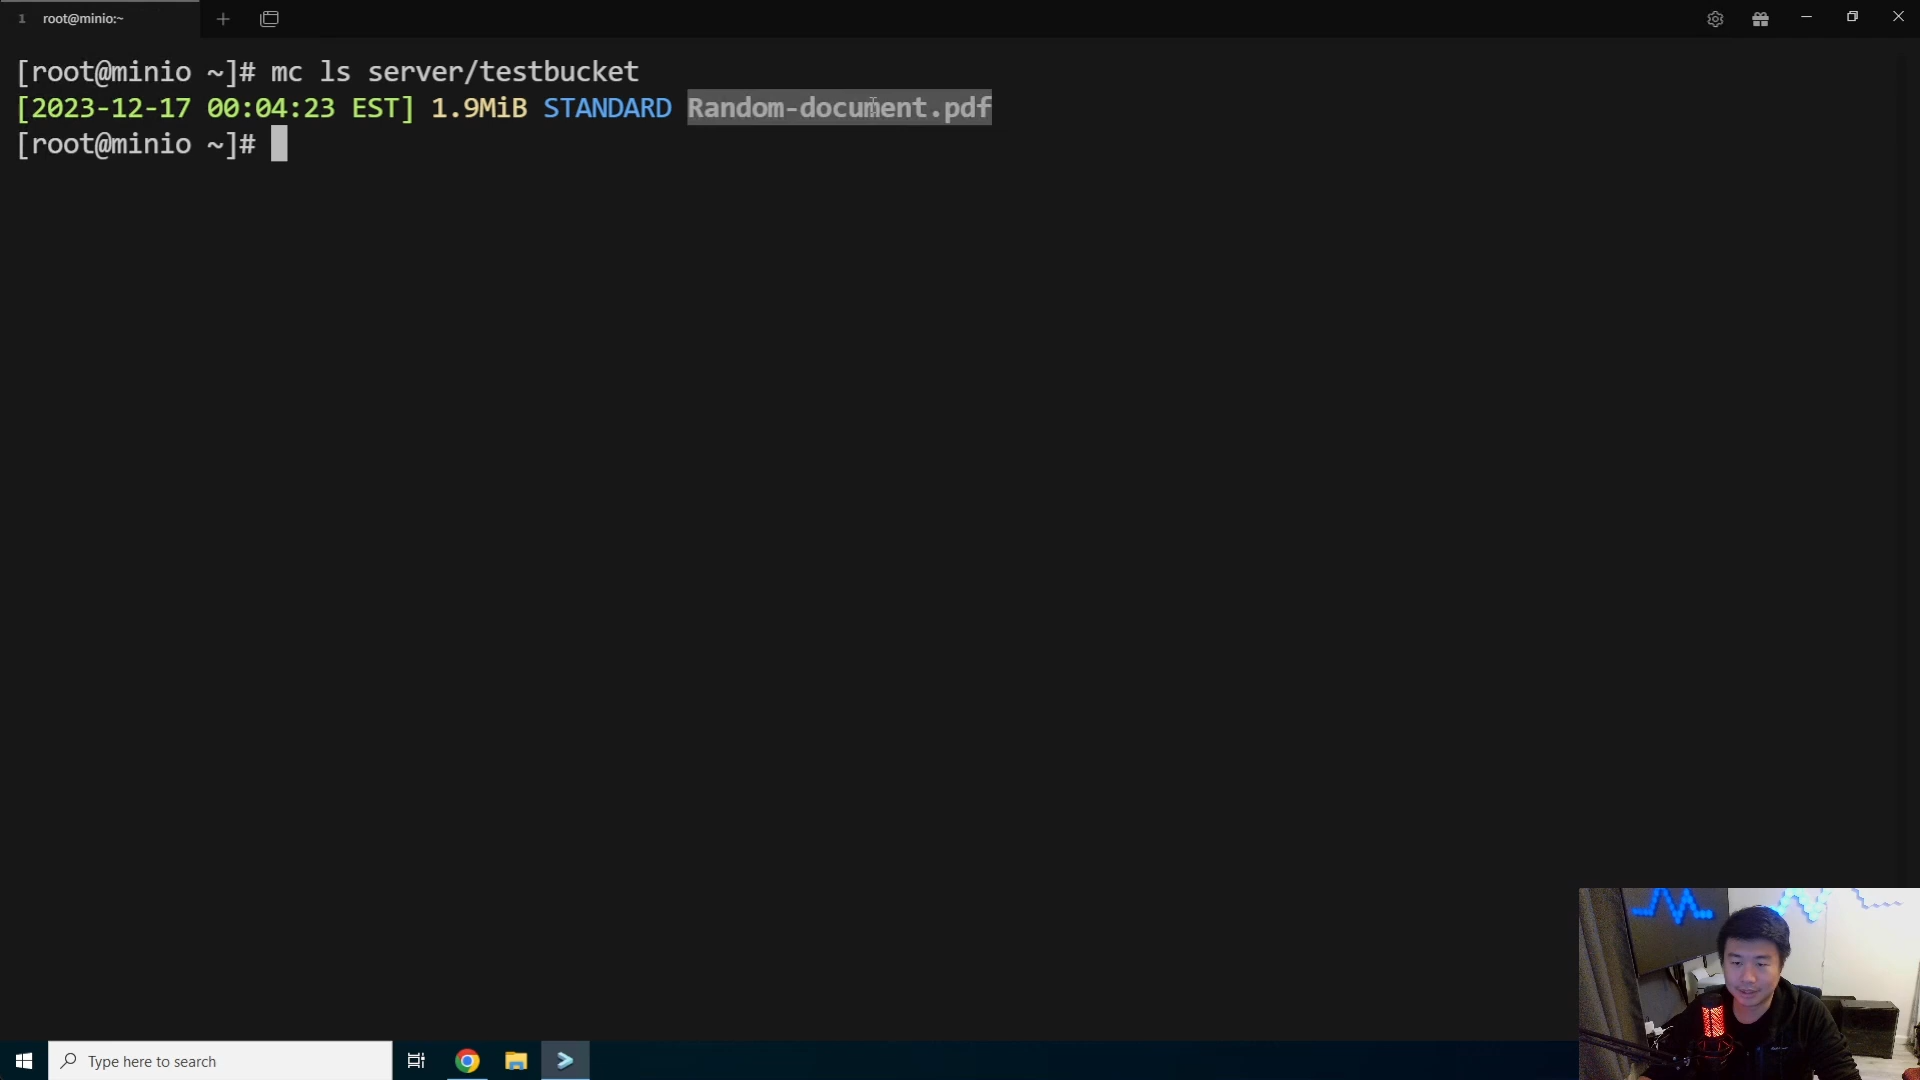 1 root@minio:~
[root@minio ~]# mc ls server/testbucket
[2023-12-17 00:04:23 EST] 1.9MiB STANDARD Random-document.pdf
[root@minio ~]#
Type here to search